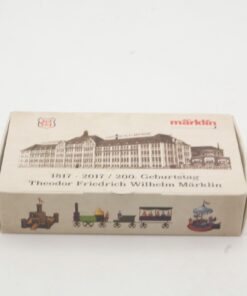 märklin
1817 - 2017 / 200. Geburtstag
Theodor Friedrich Wilhelm Märklin